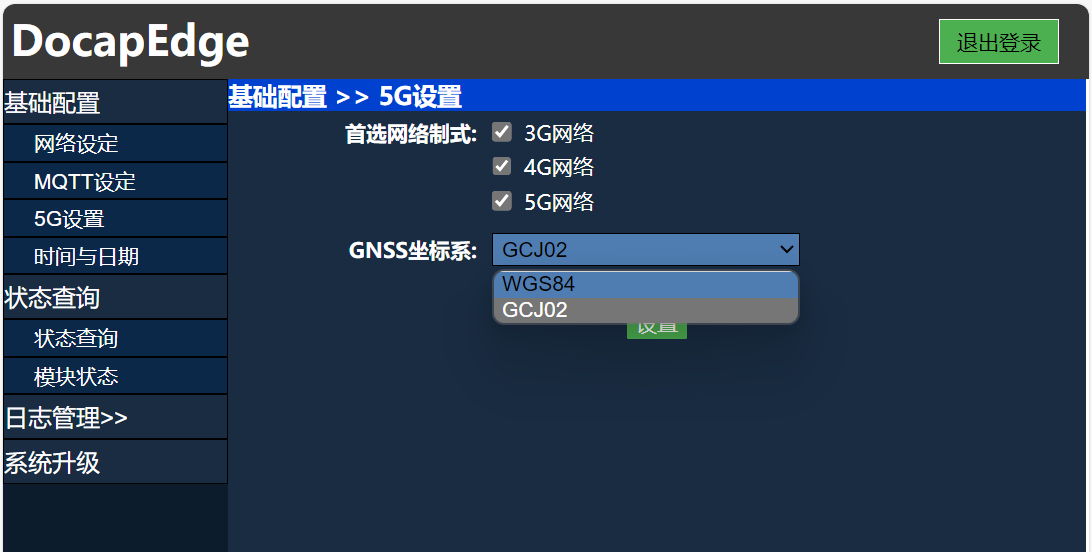 DocapEdge
退出登录
基础配置
网络设定
MQTT设定
5G设置
时间与日期
状态查询
状态查询
模块状态
日志管理>>
系统升级
基础配置 >> 5G设置
首选网络制式: 3G网络
4G网络
5G网络
GNSS坐标系: GCJ02
WGS84
GCJ02
设置